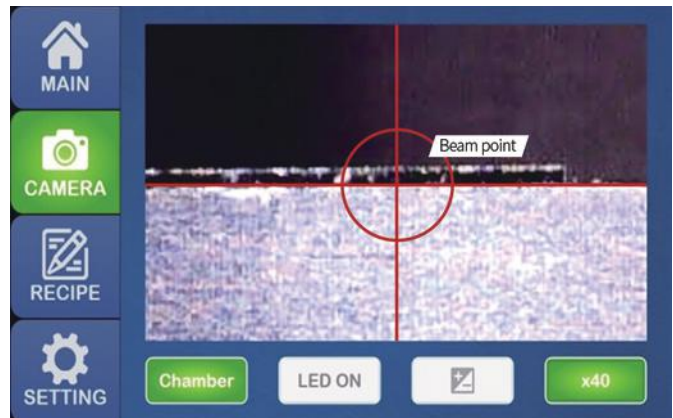 MAIN
CAMERA
RECIPE
SETTING
Beam point
Chamber
LED ON
x40